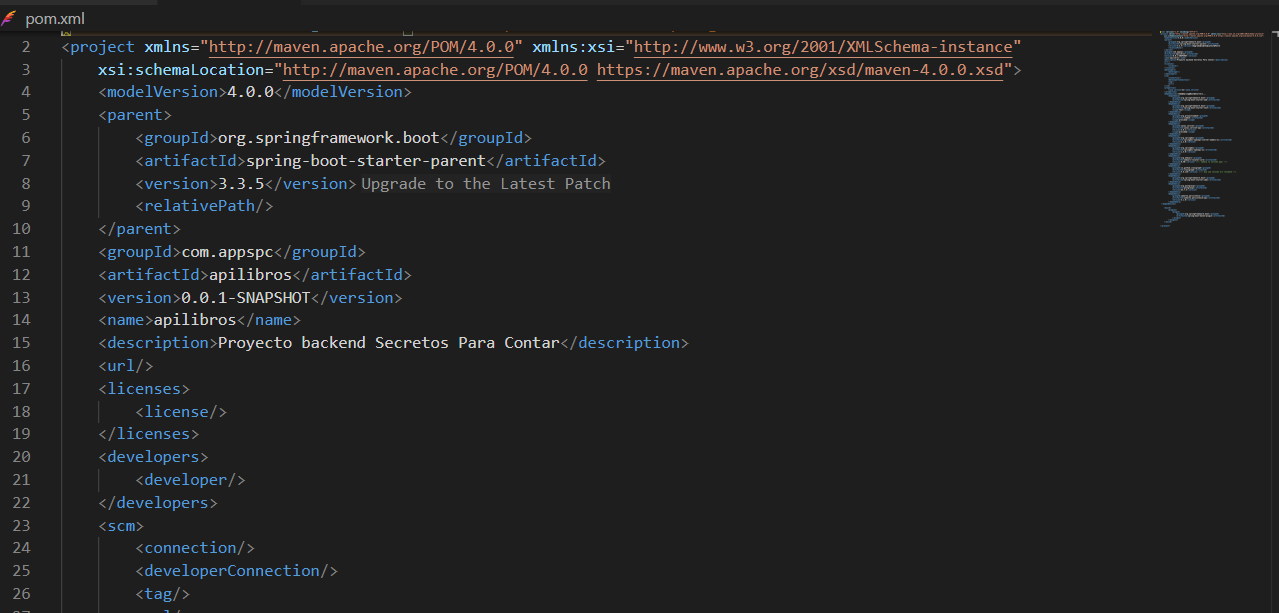 pom.xml
2 <project xmlns="http://maven.apache.org/POM/4.0.0" xmlns:xsi="http://www.w3.org/2001/XMLSchema-instance"
3 xsi:schemaLocation="http://maven.apache.org/POM/4.0.0 https://maven.apache.org/xsd/maven-4.0.0.xsd">
4 <modelVersion>4.0.0</modelVersion>
5 <parent>
6 <groupId>org.springframework.boot</groupId>
7 <artifactId>spring-boot-starter-parent</artifactId>
8 <version>3.3.5</version> Upgrade to the Latest Patch
9 <relativePath/>
10 </parent>
11 <groupId>com.appspc</groupId>
12 <artifactId>apilibros</artifactId>
13 <version>0.0.1-SNAPSHOT</version>
14 <name>apilibros</name>
15 <description>Proyecto backend Secretos Para Contar</description>
16 <url/>
17 <licenses>
18 <license/>
19 </licenses>
20 <developers>
21 <developer/>
22 </developers>
23 <scm>
24 <connection/>
25 <developerConnection/>
26 <tag/>